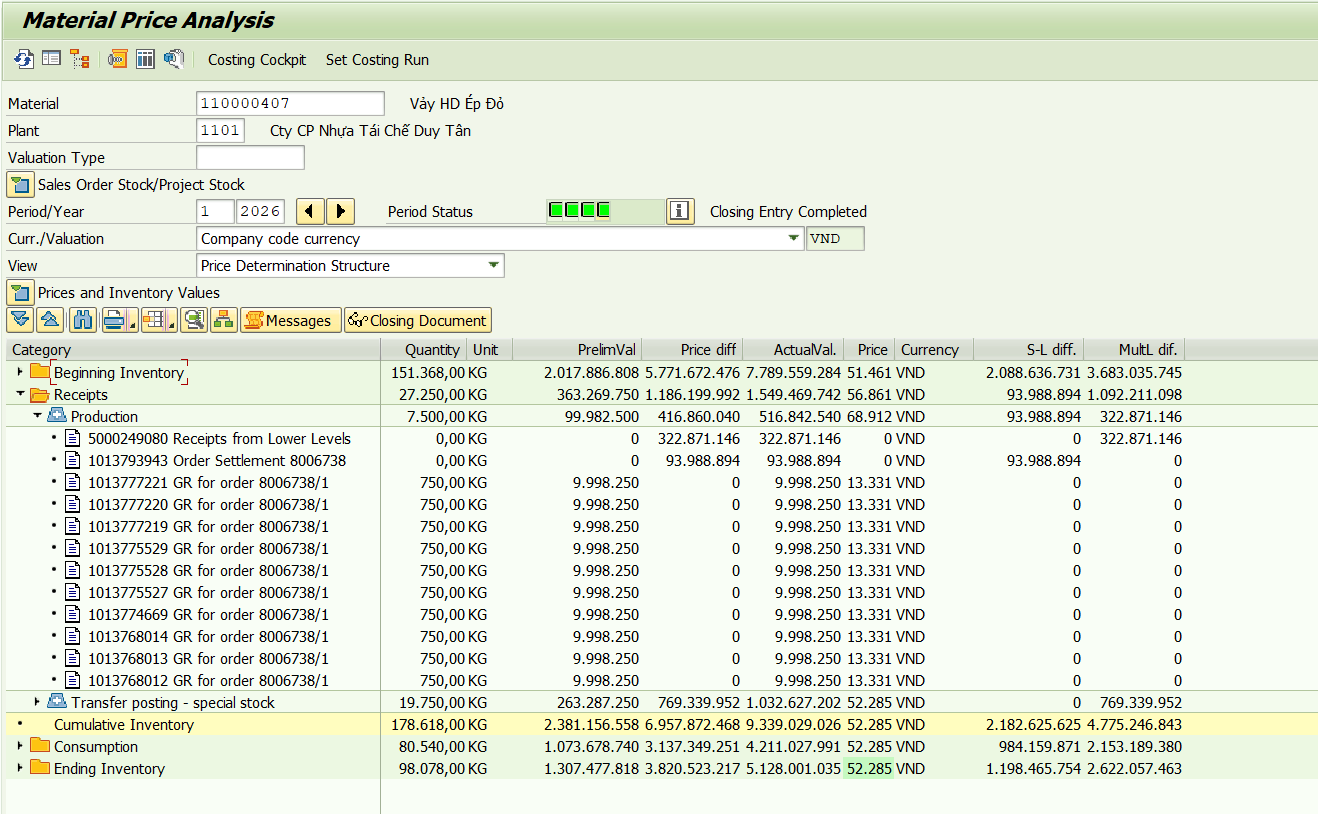 Material Price Analysis
Costing Cockpit Set Costing Run
Material 110000407 Vảy HD Ép Đỏ
Plant 1101 Cty CP Nhựa Tái Chế Duy Tân
Valuation Type
Sales Order Stock/Project Stock
Period/Year 1 2026 Period Status Closing Entry Completed
Curr./Valuation Company code currency VND
View Price Determination Structure
Prices and Inventory Values
Messages Closing Document
Category Quantity Unit PrelimVal Price diff ActualVal. Price Currency S-L diff. MultL dif.
Beginning Inventory 151.368,00 KG 2.017.886.808 5.771.672.476 7.789.559.284 51.461 VND 2.088.636.731 3.683.035.745
Receipts 27.250,00 KG 363.269.750 1.186.199.992 1.549.469.742 56.861 VND 93.988.894 1.092.211.098
Production 7.500,00 KG 99.982.500 416.860.040 516.842.540 68.912 VND 93.988.894 322.871.146
5000249080 Receipts from Lower Levels 0,00 KG 0 322.871.146 322.871.146 0 VND 0 322.871.146
1013793943 Order Settlement 8006738 0,00 KG 0 93.988.894 93.988.894 0 VND 93.988.894 0
1013777221 GR for order 8006738/1 750,00 KG 9.998.250 0 9.998.250 13.331 VND 0 0
1013777220 GR for order 8006738/1 750,00 KG 9.998.250 0 9.998.250 13.331 VND 0 0
1013777219 GR for order 8006738/1 750,00 KG 9.998.250 0 9.998.250 13.331 VND 0 0
1013775529 GR for order 8006738/1 750,00 KG 9.998.250 0 9.998.250 13.331 VND 0 0
1013775528 GR for order 8006738/1 750,00 KG 9.998.250 0 9.998.250 13.331 VND 0 0
1013775527 GR for order 8006738/1 750,00 KG 9.998.250 0 9.998.250 13.331 VND 0 0
1013774669 GR for order 8006738/1 750,00 KG 9.998.250 0 9.998.250 13.331 VND 0 0
1013768014 GR for order 8006738/1 750,00 KG 9.998.250 0 9.998.250 13.331 VND 0 0
1013768013 GR for order 8006738/1 750,00 KG 9.998.250 0 9.998.250 13.331 VND 0 0
1013768012 GR for order 8006738/1 750,00 KG 9.998.250 0 9.998.250 13.331 VND 0 0
Transfer posting - special stock 19.750,00 KG 263.287.250 769.339.952 1.032.627.202 52.285 VND 0 769.339.952
Cumulative Inventory 178.618,00 KG 2.381.156.558 6.957.872.468 9.339.029.026 52.285 VND 2.182.625.625 4.775.246.843
Consumption 80.540,00 KG 1.073.678.740 3.137.349.251 4.211.027.991 52.285 VND 984.159.871 2.153.189.380
Ending Inventory 98.078,00 KG 1.307.477.818 3.820.523.217 5.128.001.035 52.285 VND 1.198.465.754 2.622.057.463